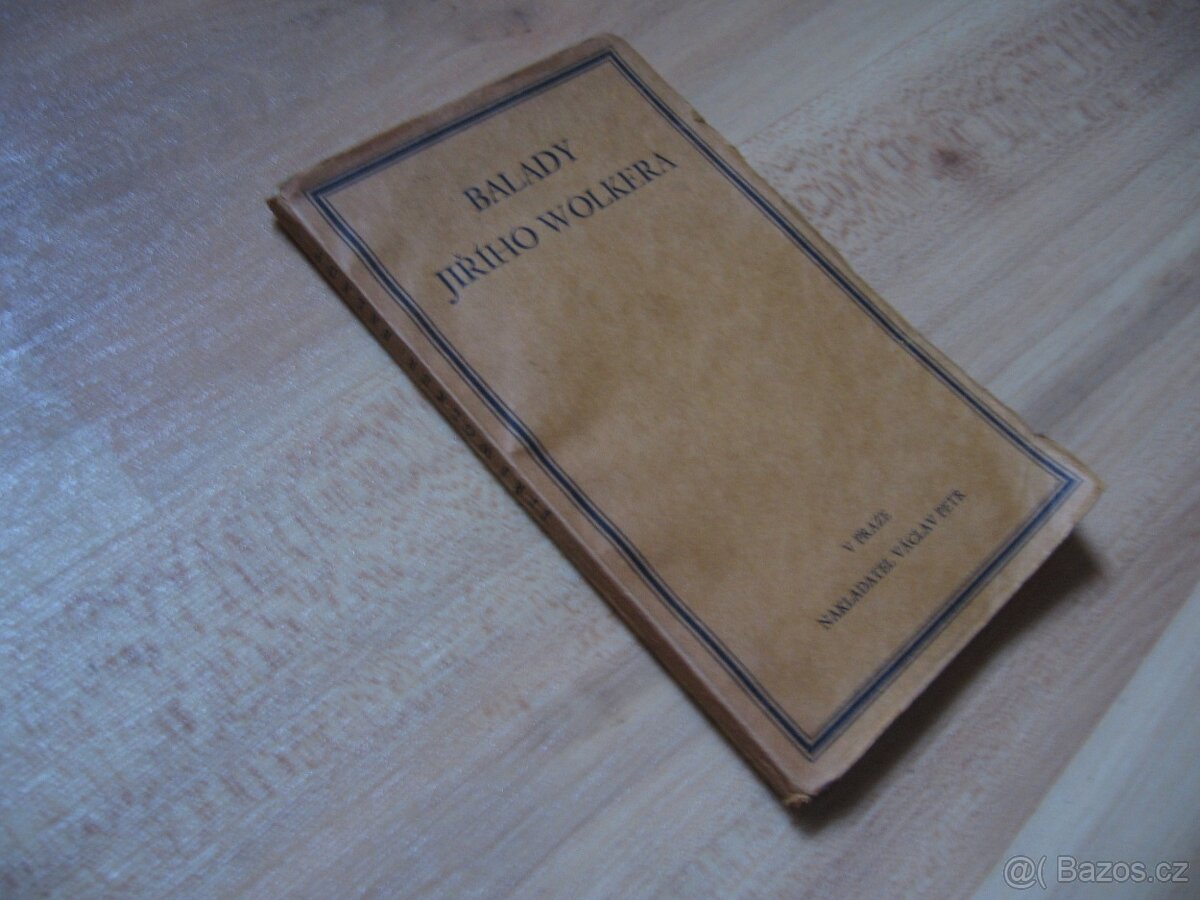 BALADY
JIŘÍHO WOLKERA
V PRAZE
NAKLADATEL VÁCLAV PETR
@( Bazos.cz